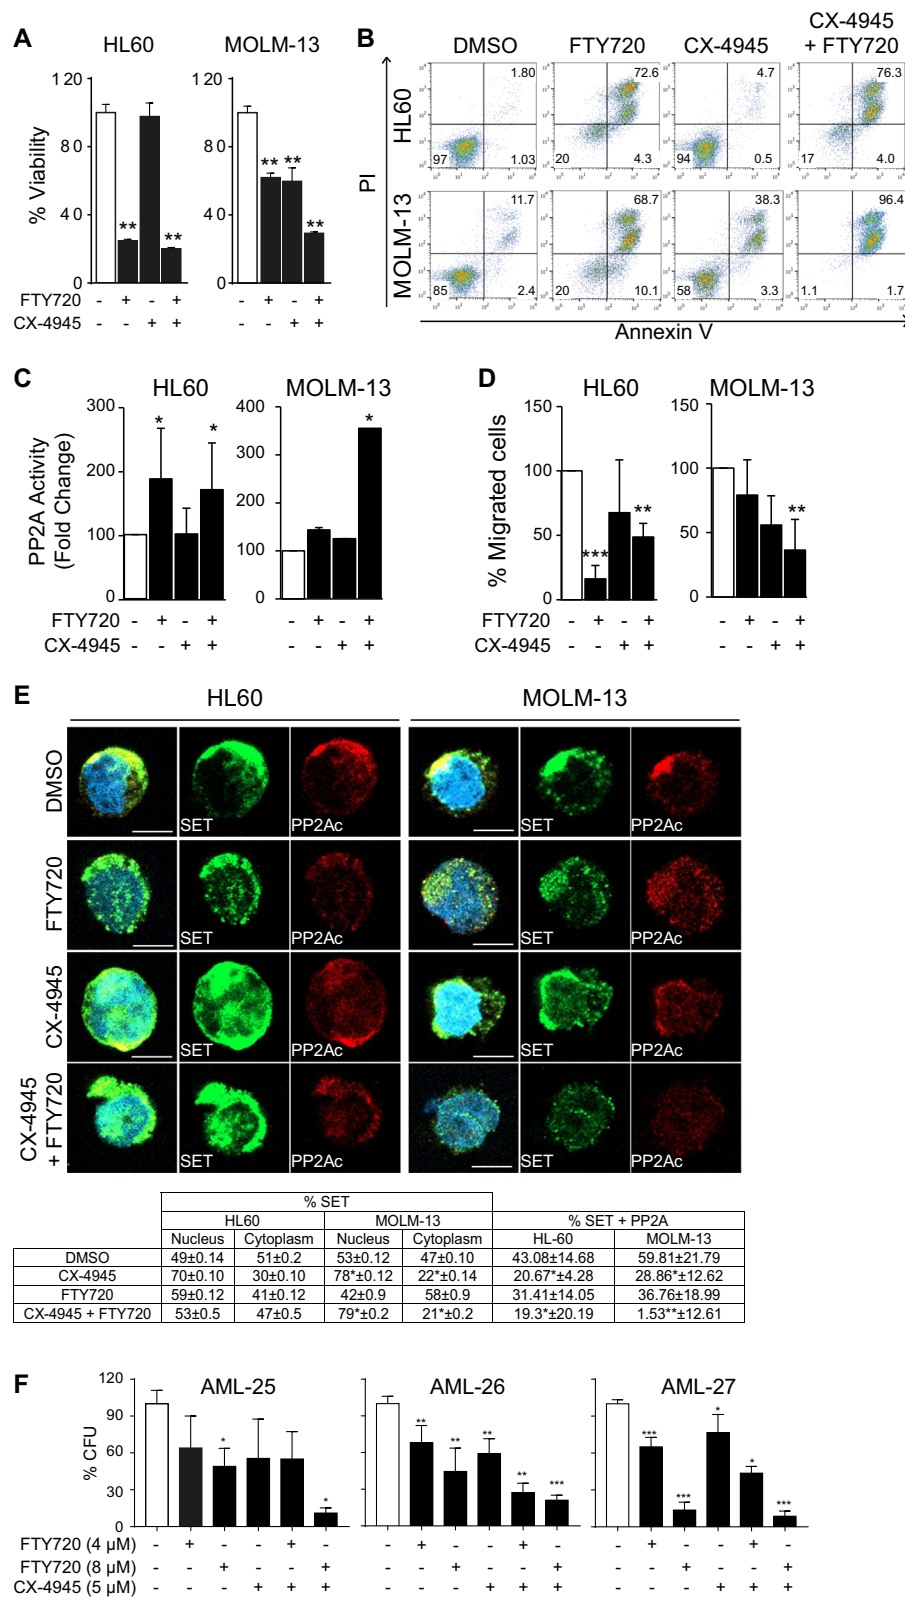 A
HL60
MOLM-13
% Viability
120
80
40
0
120
80
40
0
** **
** **
**
FTY720 - + - + - + - +
CX-4945 - - + + - - + +
B
DMSO
FTY720
CX-4945
CX-4945
+ FTY720
PI
HL60
1.80
97
1.03
72.6
20
4.3
4.7
94
0.5
76.3
17
4.0
MOLM-13
11.7
85
2.4
68.7
20
10.1
38.3
58
3.3
96.4
1.1
1.7
Annexin V
C
HL60
MOLM-13
PP2A Activity
(Fold Change)
300
200
100
0
* *
400
300
200
100
0
*
FTY720 - + - + - + - +
CX-4945 - - + + - - + +
D
HL60
MOLM-13
% Migrated cells
150
100
50
0
*** **
150
100
50
0
**
FTY720 - + - + - + - +
CX-4945 - - + + - - + +
E
HL60
MOLM-13
DMSO
SET PP2Ac SET PP2Ac
FTY720
SET PP2Ac SET PP2Ac
CX-4945
SET PP2Ac SET PP2Ac
CX-4945
+ FTY720
SET PP2Ac SET PP2Ac
% SET
HL60 MOLM-13 % SET + PP2A
Nucleus Cytoplasm Nucleus Cytoplasm HL-60 MOLM-13
DMSO 49±0.14 51±0.2 53±0.12 47±0.10 43.08±14.68 59.81±21.79
CX-4945 70±0.10 30±0.10 78*±0.12 22*±0.14 20.67*±4.28 28.86*±12.62
FTY720 59±0.12 41±0.12 42±0.9 58±0.9 31.41±14.05 36.76±18.99
CX-4945 + FTY720 53±0.5 47±0.5 79*±0.2 21*±0.2 19.3*±20.19 1.53**±12.61
F
AML-25
AML-26
AML-27
% CFU
120
90
60
30
0
* *
** ** ** ** ***
*** *** * * ***
FTY720 (4 µM) - + - - + - - + - - + - - + - - + -
FTY720 (8 µM) - - + - - + - - + - - + - - + - - +
CX-4945 (5 µM) - - - + + + - - - + + + - - - + + +